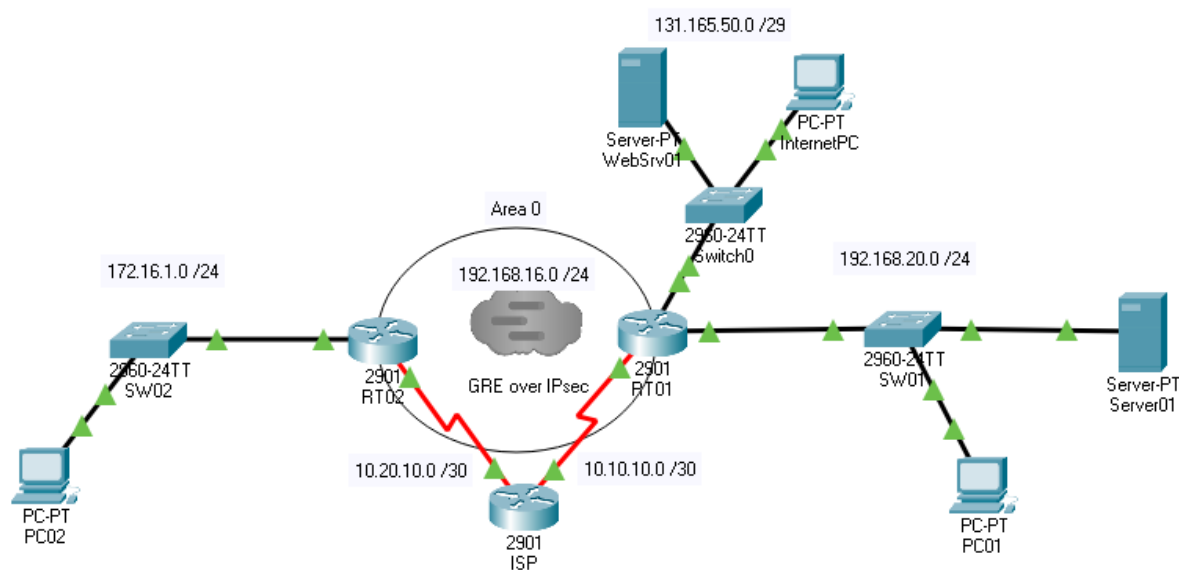 131.165.50.0 /29
Server-PT
WebSrv01
PC-PT
InternetPC
Area 0
2960-24TT
Switch0
172.16.1.0 /24
192.168.16.0 /24
192.168.20.0 /24
2960-24TT
SW02
2901
RT02
GRE over IPsec
2901
RT01
2960-24TT
SW01
Server-PT
Server01
10.20.10.0 /30
10.10.10.0 /30
PC-PT
PC02
2901
ISP
PC-PT
PC01